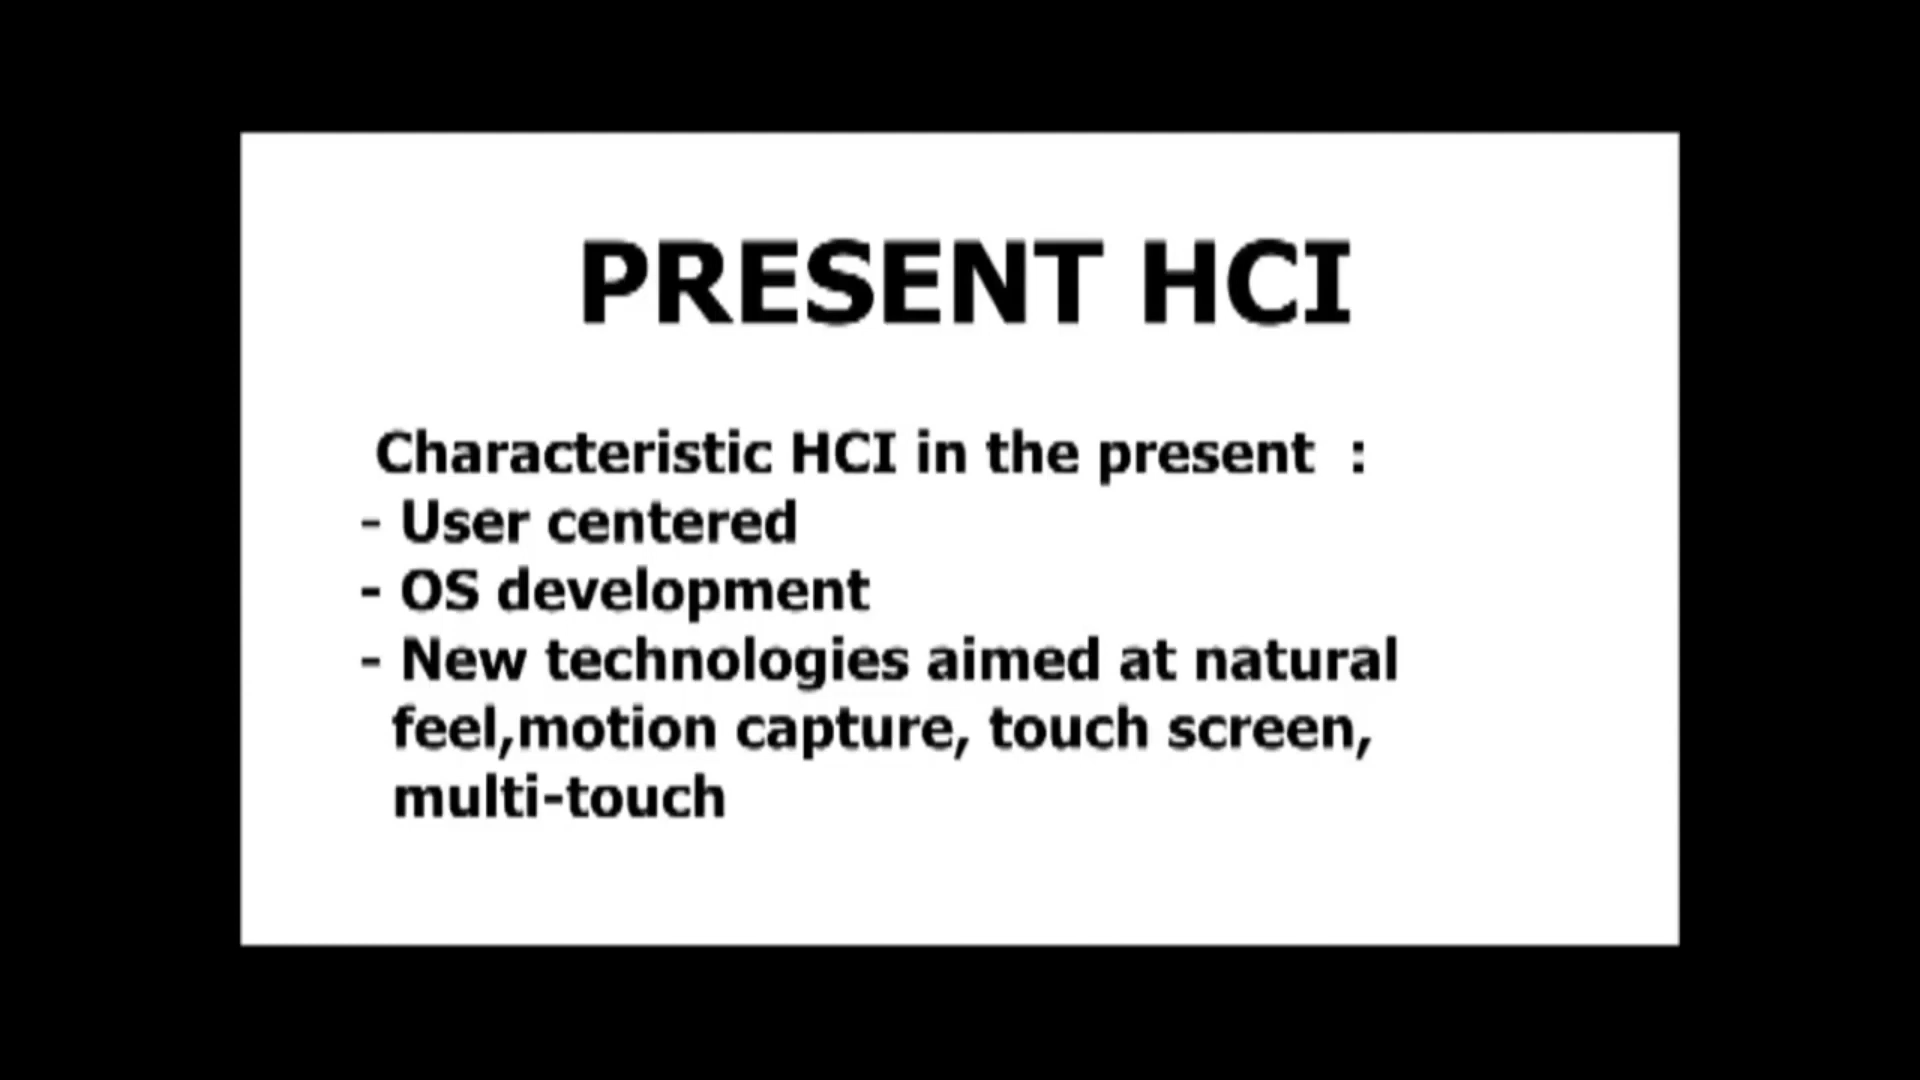 PRESENT HCI
Characteristic HCI in the present  :
- User centered
- OS development
- New technologies aimed at natural
feel,motion capture, touch screen,
multi-touch